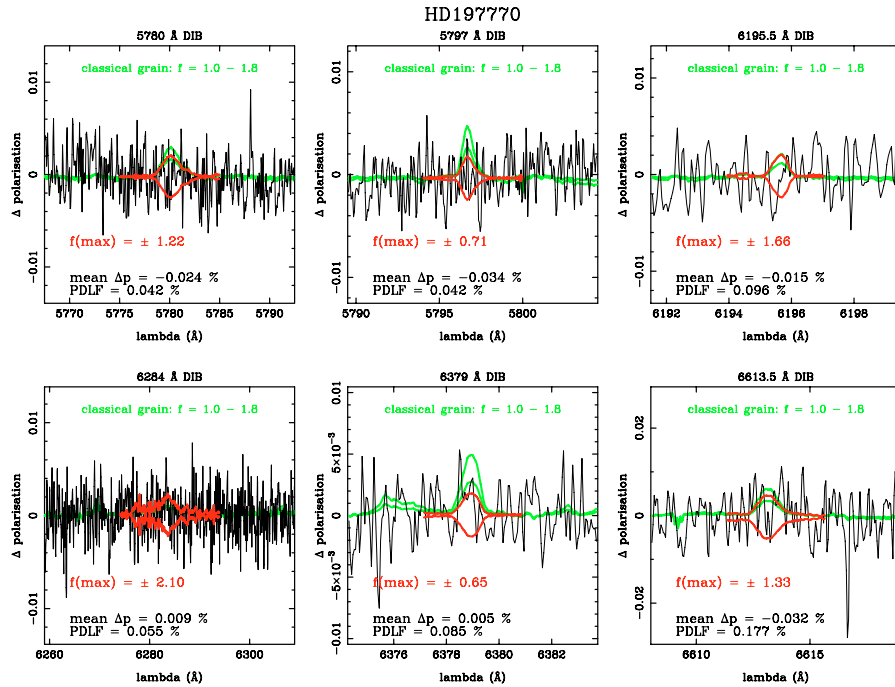 HD197770
5780 Å DIB
classical grain: f = 1.0 − 1.8
Δ polarisation
0.01
0
−0.01
f(max) = ± 1.22
mean Δp = −0.024 %
PDLF = 0.042 %
5770 5775 5780 5785 5790
lambda (Å)
5797 Å DIB
classical grain: f = 1.0 − 1.8
Δ polarisation
0.01
0
−0.01
f(max) = ± 0.71
mean Δp = −0.034 %
PDLF = 0.042 %
5790 5795 5800
lambda (Å)
6195.5 Å DIB
classical grain: f = 1.0 − 1.8
Δ polarisation
0.01
0
−0.01
f(max) = ± 1.66
mean Δp = −0.015 %
PDLF = 0.096 %
6192 6194 6196 6198
lambda (Å)
6284 Å DIB
classical grain: f = 1.0 − 1.8
Δ polarisation
0.01
0
−0.01
f(max) = ± 2.10
mean Δp = 0.009 %
PDLF = 0.055 %
6260 6280 6300
lambda (Å)
6379 Å DIB
classical grain: f = 1.0 − 1.8
Δ polarisation
0.01
5×10⁻³
0
−5×10⁻³
−0.01
f(max) = ± 0.65
mean Δp = 0.005 %
PDLF = 0.085 %
6376 6378 6380 6382
lambda (Å)
6613.5 Å DIB
classical grain: f = 1.0 − 1.8
Δ polarisation
0.02
0
−0.02
f(max) = ± 1.33
mean Δp = −0.032 %
PDLF = 0.177 %
6610 6615
lambda (Å)